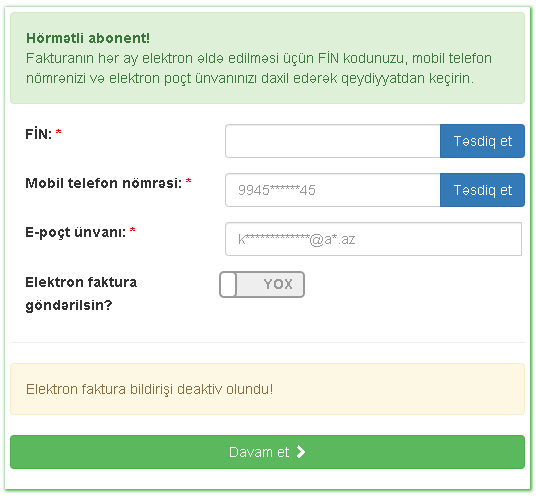 Hörmətli abonent!
Fakturanın hər ay elektron əldə edilməsi üçün FİN kodunuzu, mobil telefon
nömrənizi və elektron poçt ünvanınızı daxil edərək qeydiyyatdan keçirin.
FİN: * Təsdiq et
Mobil telefon nömrəsi: * 9945******45 Təsdiq et
E-poçt ünvanı: * k*************@a*.az
Elektron faktura YOX
göndərilsin?
Elektron faktura bildirişi deaktiv olundu!
Davam et